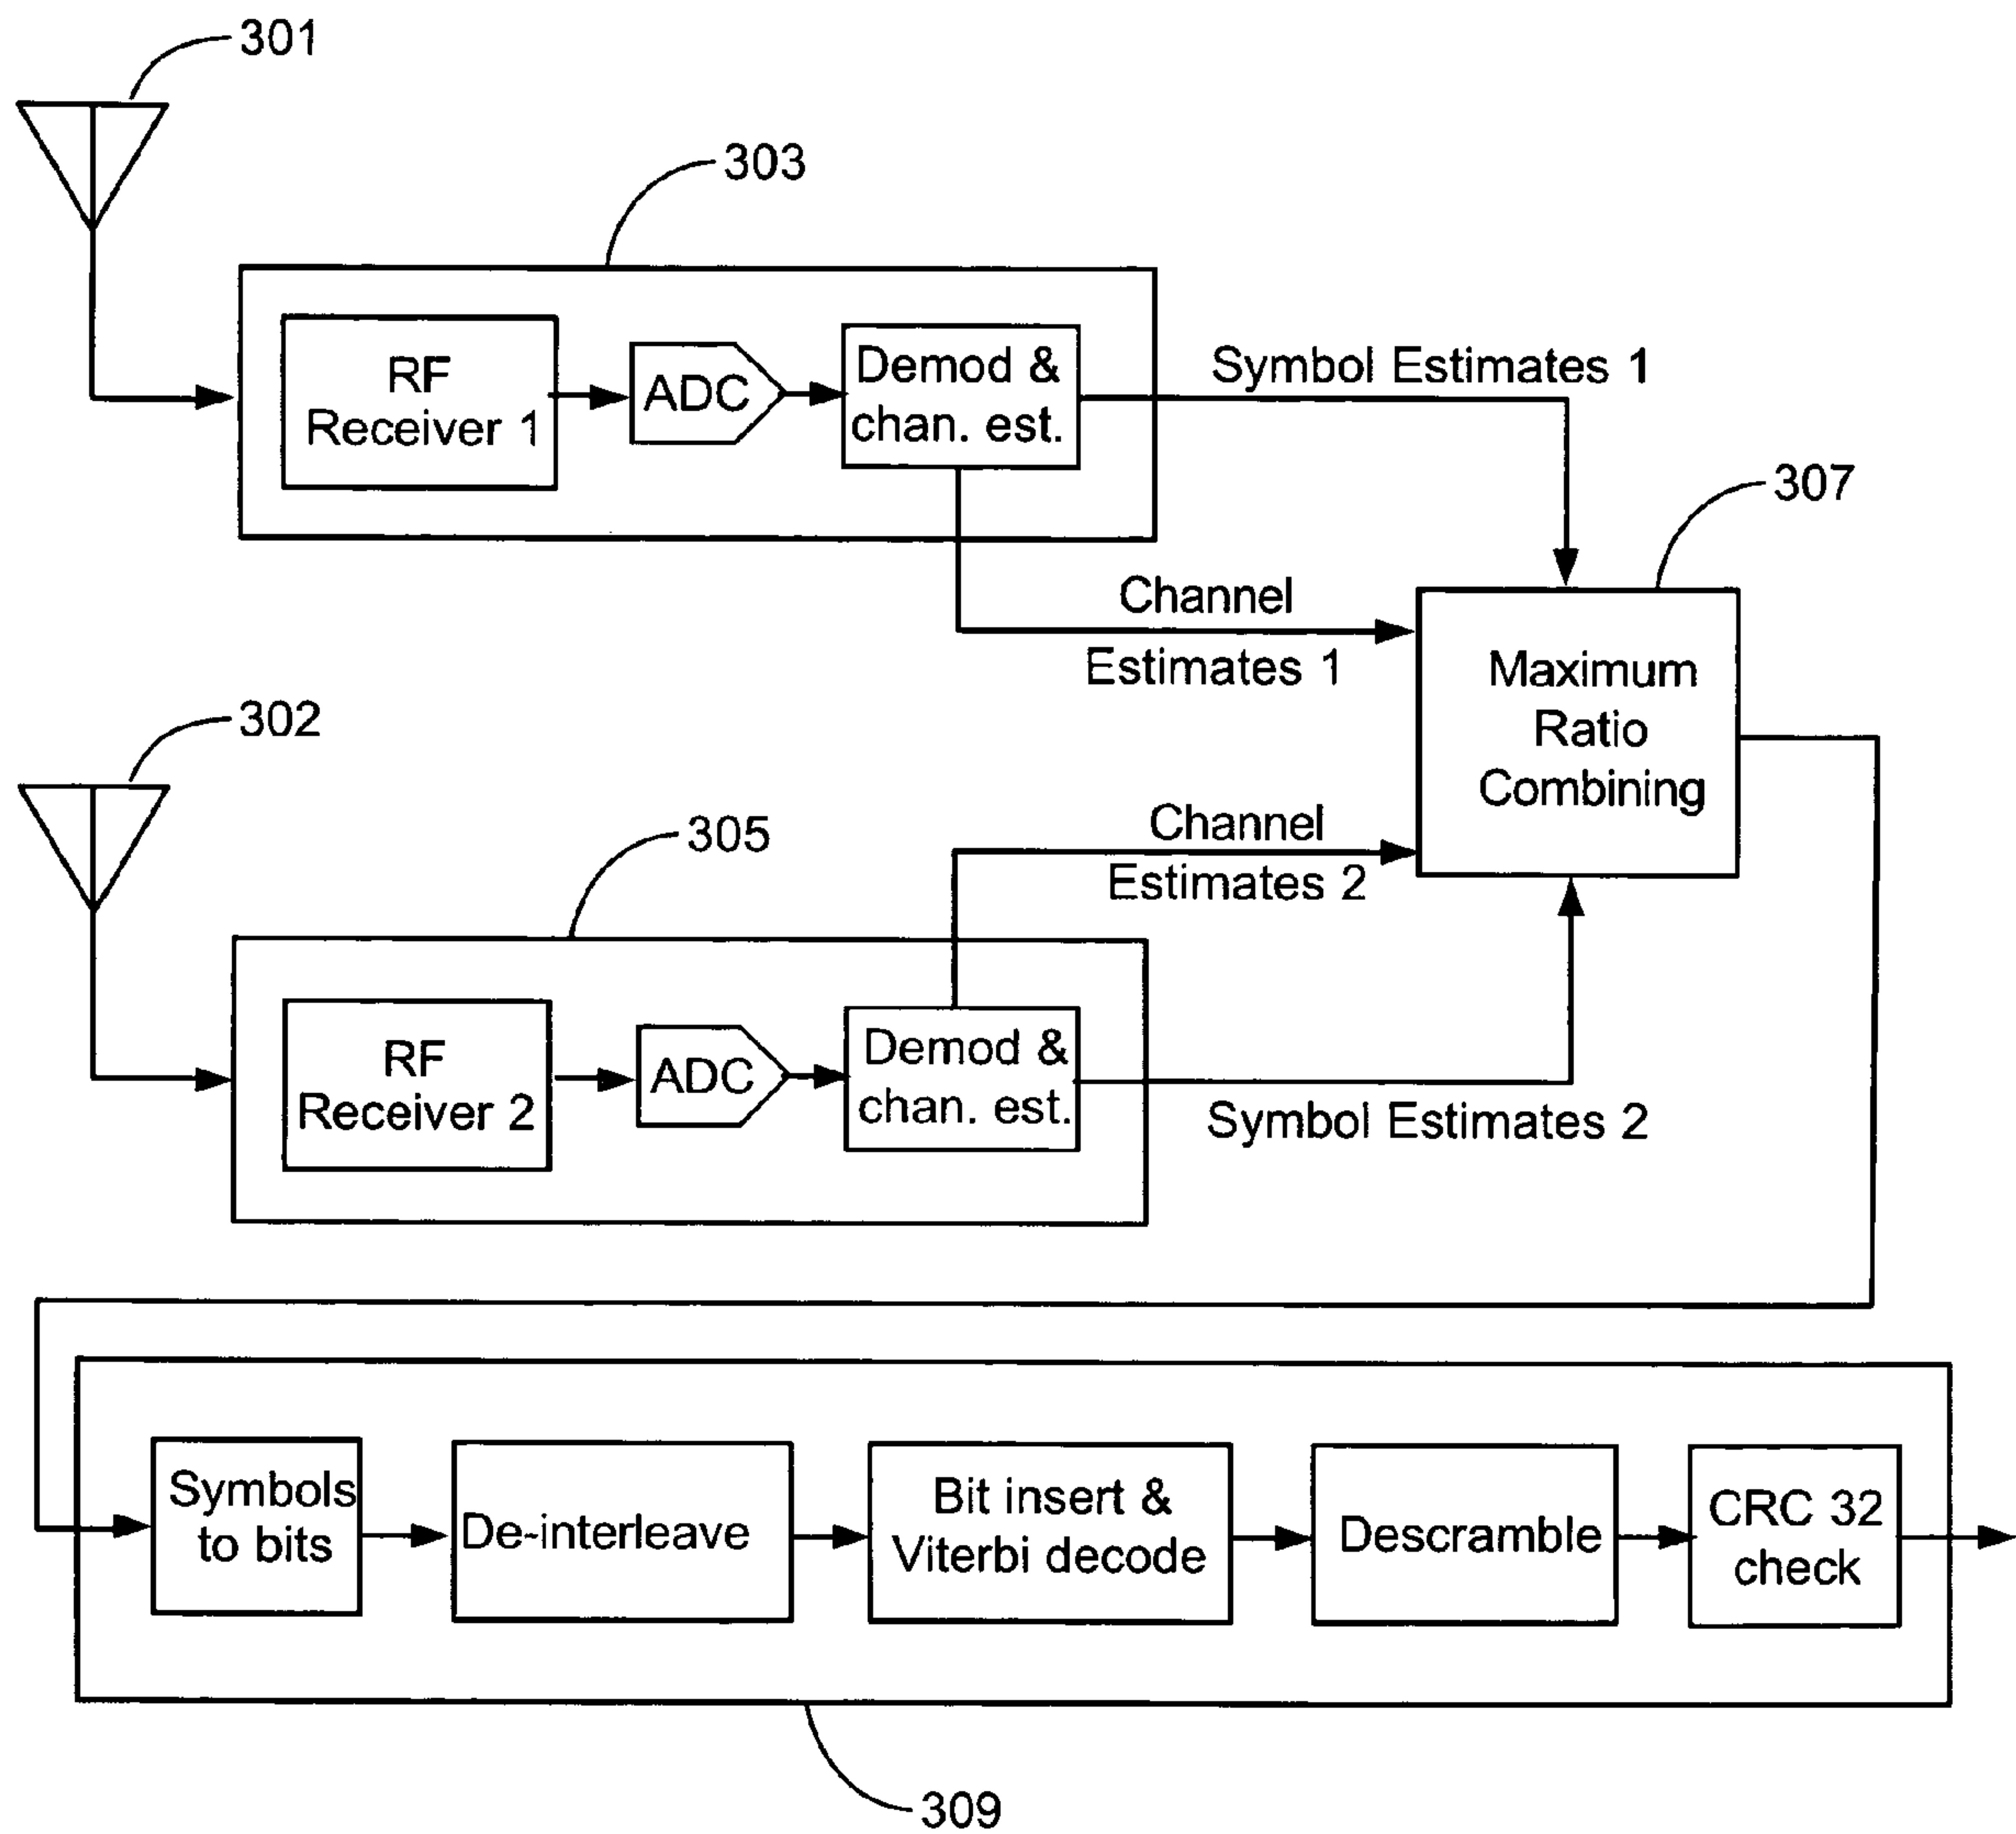 301
303
RF
Receiver 1
ADC
Demod &
chan. est.
Symbol Estimates 1
307
Channel
Estimates 1
Maximum
Ratio
Combining
302
305
Channel
Estimates 2
RF
Receiver 2
ADC
Demod &
chan. est.
Symbol Estimates 2
Symbols
to bits
De-interleave
Bit insert &
Viterbi decode
Descramble
CRC 32
check
309